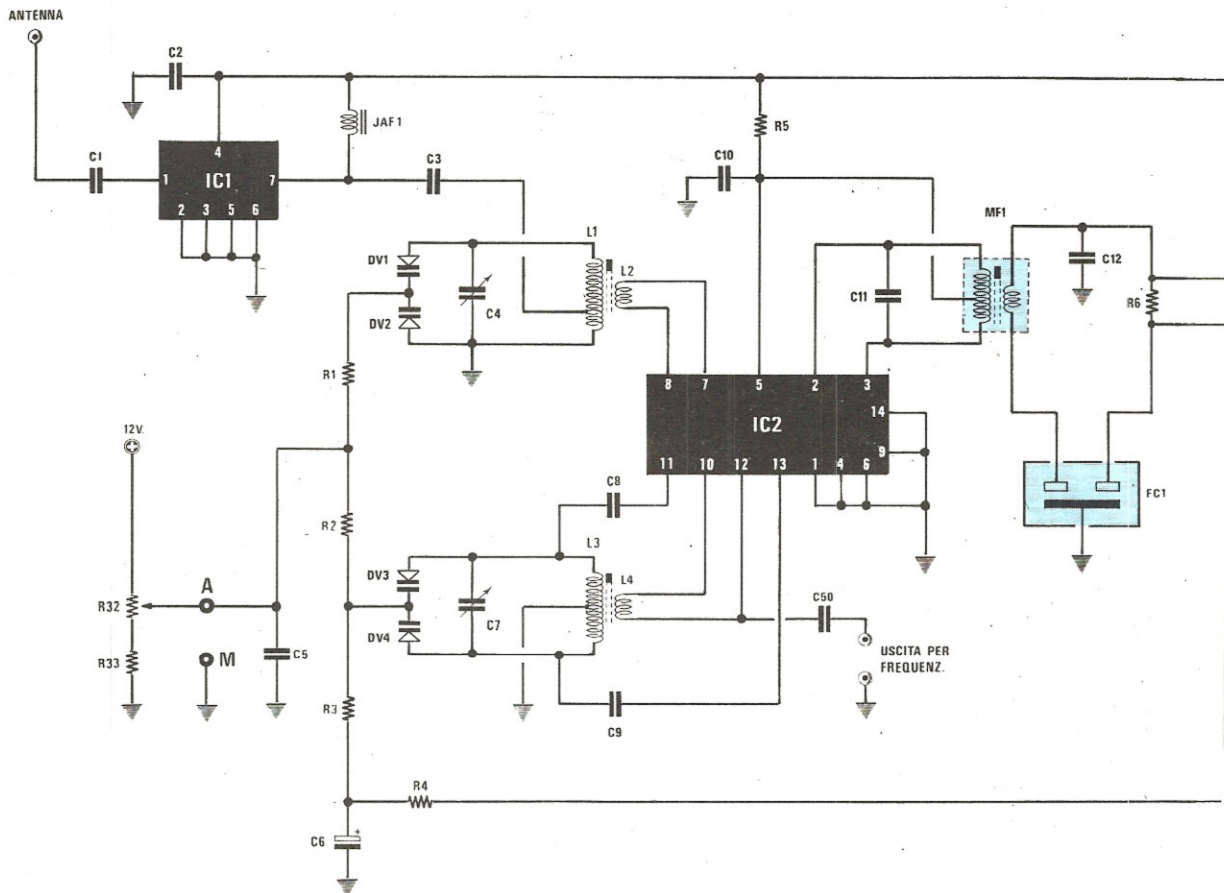 ANTENNA
C2
JAF1
R5
C1
4
1 IC1 7
2 3 5 6
C3
C10
MF1
L1
L2
DV1
DV2
C4
C11
C12
R6
R1
8 7 5 2 3
IC2
14
9
11 10 12 13 1 4 6
FC1
12V.
C8
R2
L3
L4
DV3
DV4
C7
C50
R32
A
R33
M
C5
USCITA PER
FREQUENZ.
R3
C9
R4
C6
+